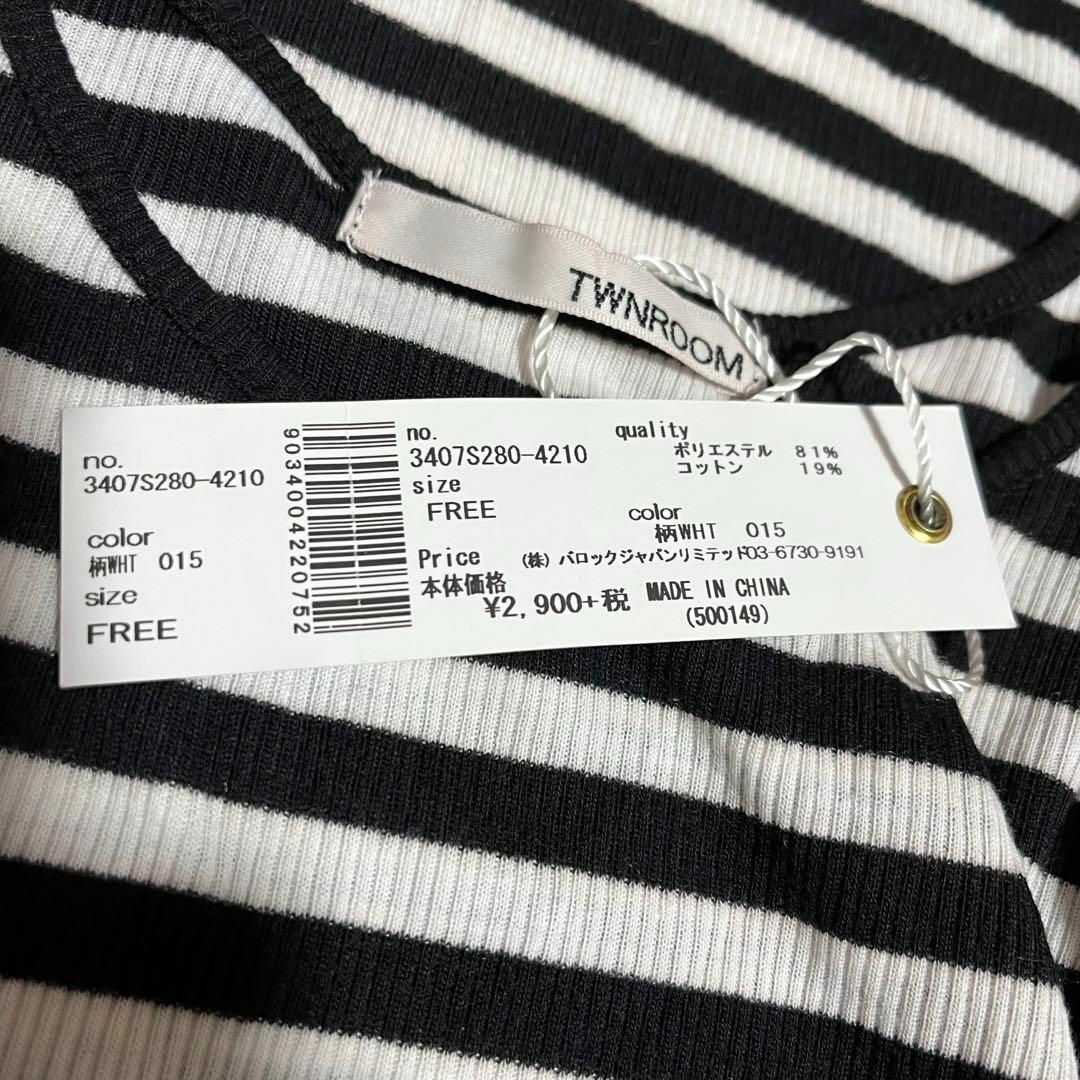 TWNROOM
no.
3407S280-4210
color
柄WHT 015
size
FREE
9034004220752
no.
3407S280-4210
size
FREE
quality
ポリエステル 81%
コットン 19%
color
柄WHT 015
Price (株) バロックジャパンリミテッド03-6730-9191
本体価格
¥2,900+税 MADE IN CHINA
(500149)